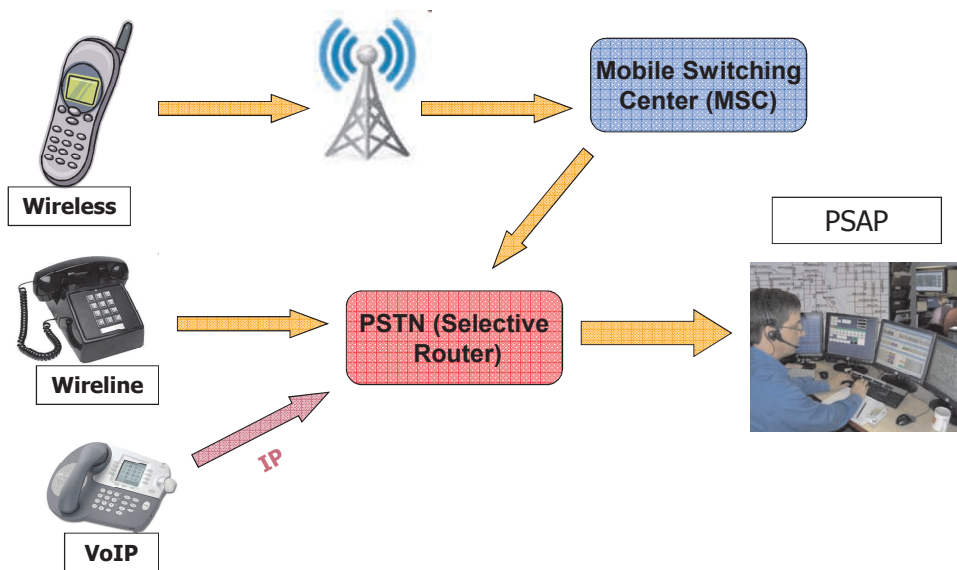 Mobile Switching
Center (MSC)
Wireless
PSAP
PSTN (Selective
Router)
Wireline
IP
VoIP